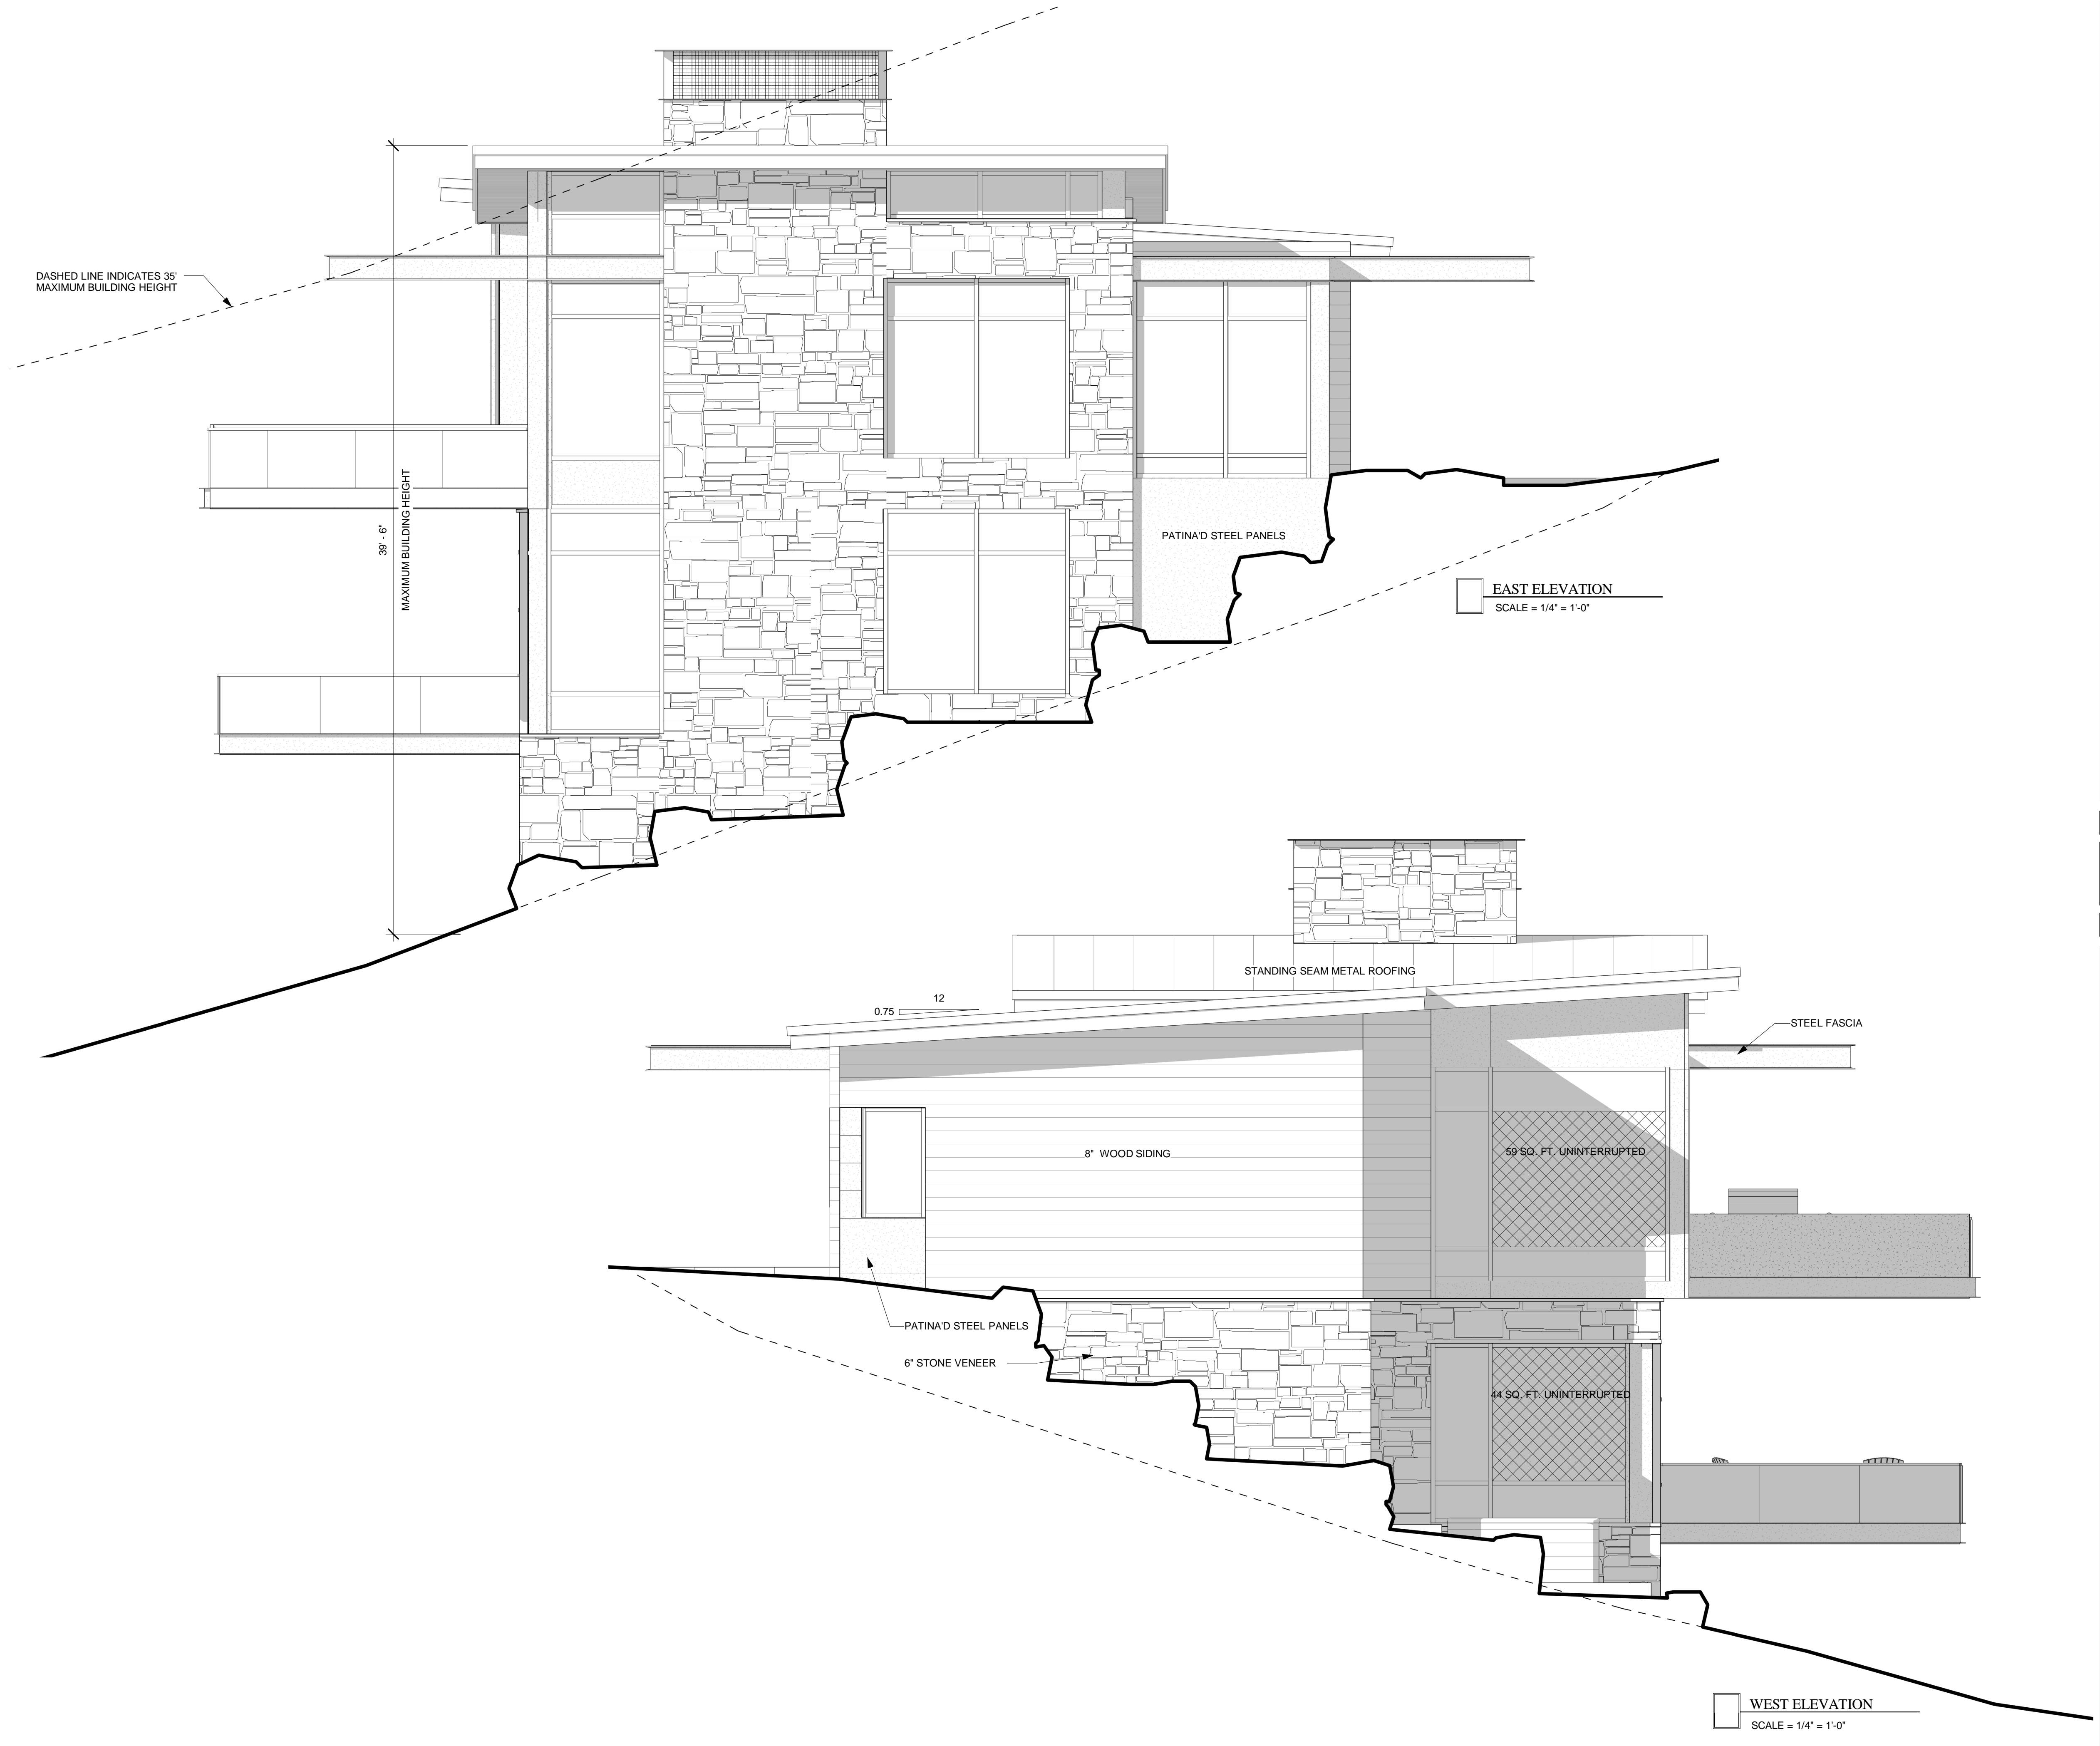 DASHED LINE INDICATES 35'
MAXIMUM BUILDING HEIGHT
39' - 6"
MAXIMUM BUILDING HEIGHT
PATINA'D STEEL PANELS
EAST ELEVATION
SCALE = 1/4" = 1'-0"
STANDING SEAM METAL ROOFING
12
0.75
STEEL FASCIA
8" WOOD SIDING
59 SQ. FT. UNINTERRUPTED
PATINA'D STEEL PANELS
6" STONE VENEER
44 SQ. FT. UNINTERRUPTED
WEST ELEVATION
SCALE = 1/4" = 1'-0"